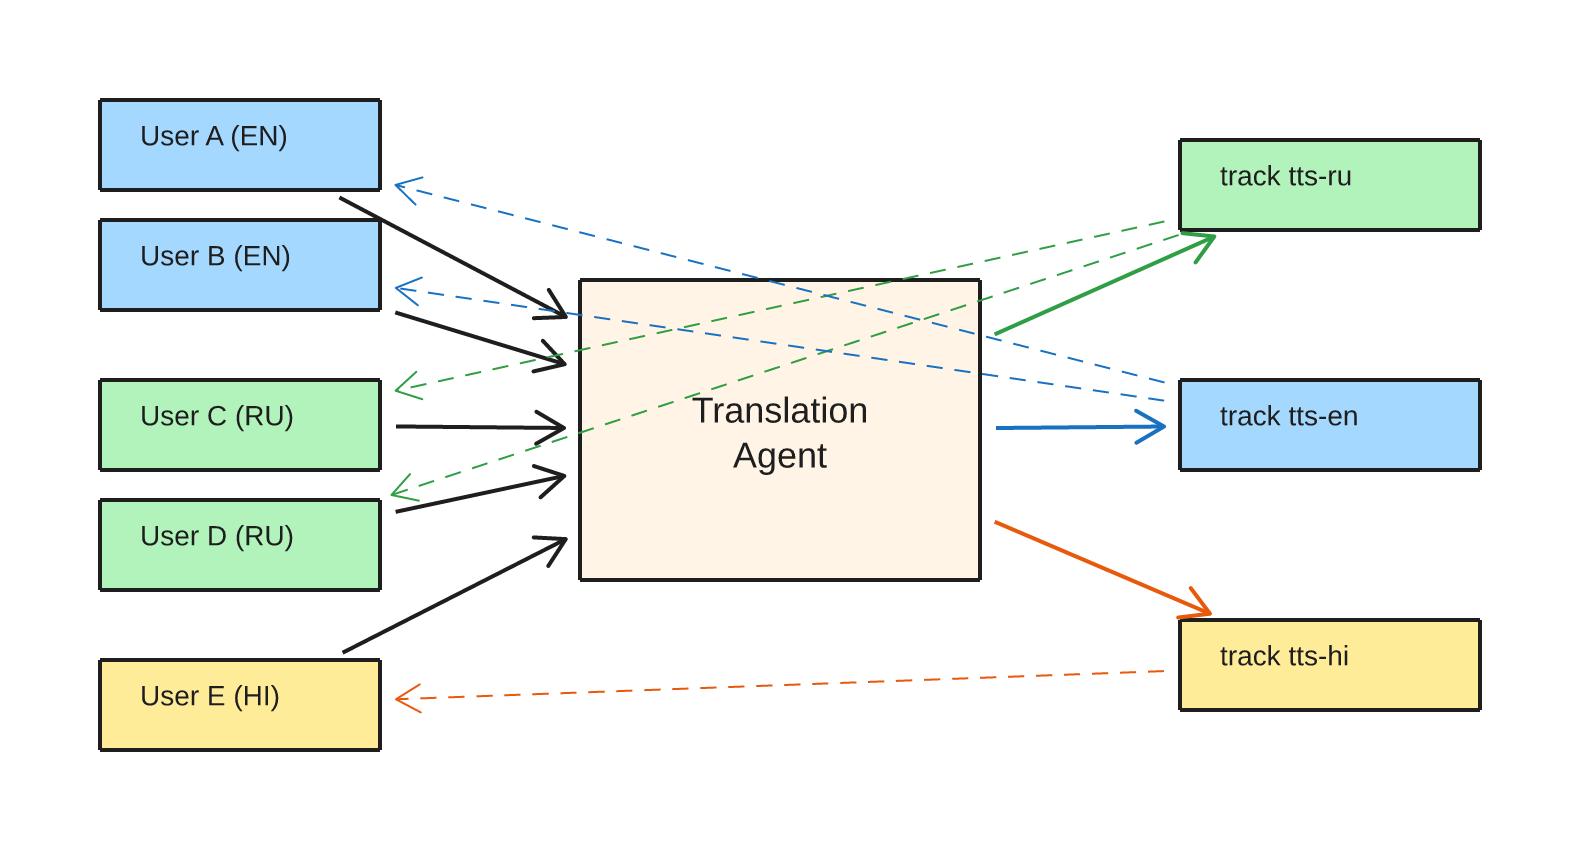 User A (EN)
User B (EN)
User C (RU)
User D (RU)
User E (HI)
Translation
Agent
track tts-ru
track tts-en
track tts-hi